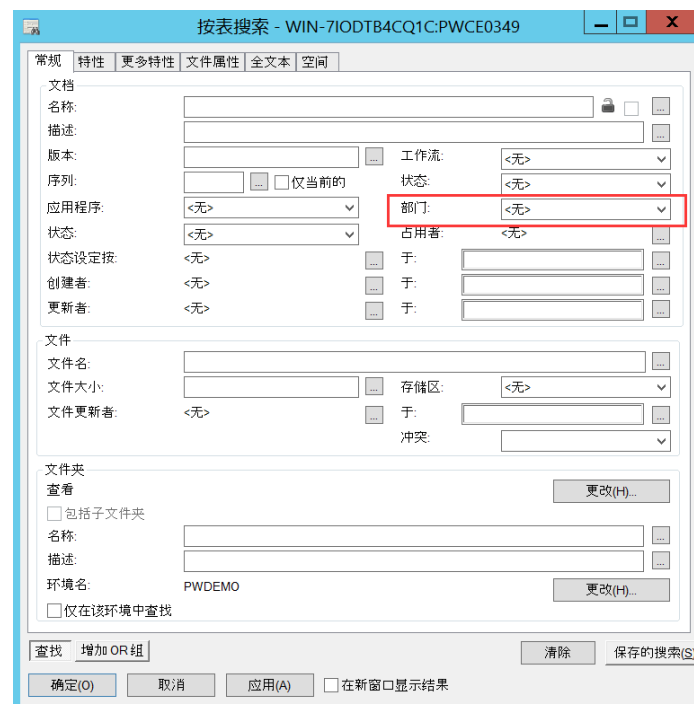 按表搜索 - WIN-7IODTB4CQ1C:PWCE0349
常规 特性 更多特性 文件属性 全文本 空间
文档
名称: ...
描述: ...
版本: ... 工作流: <无>
序列: ... 仅当前的 状态: <无>
应用程序: <无> 部门: <无>
状态: <无> 占用者: <无> ...
状态设定按: <无> ... 于: ...
创建者: <无> ... 于: ...
更新者: <无> ... 于: ...
文件
文件名: ...
文件大小: ... 存储区: <无>
文件更新者: <无> ... 于: ...
冲突:
文件夹
查看 更改(H)...
包括子文件夹
名称: ...
描述: ...
环境名: PWDEMO 更改(H)...
仅在该环境中查找
查找 增加 OR 组 清除 保存的搜索(S
确定(O) 取消 应用(A) 在新窗口显示结果